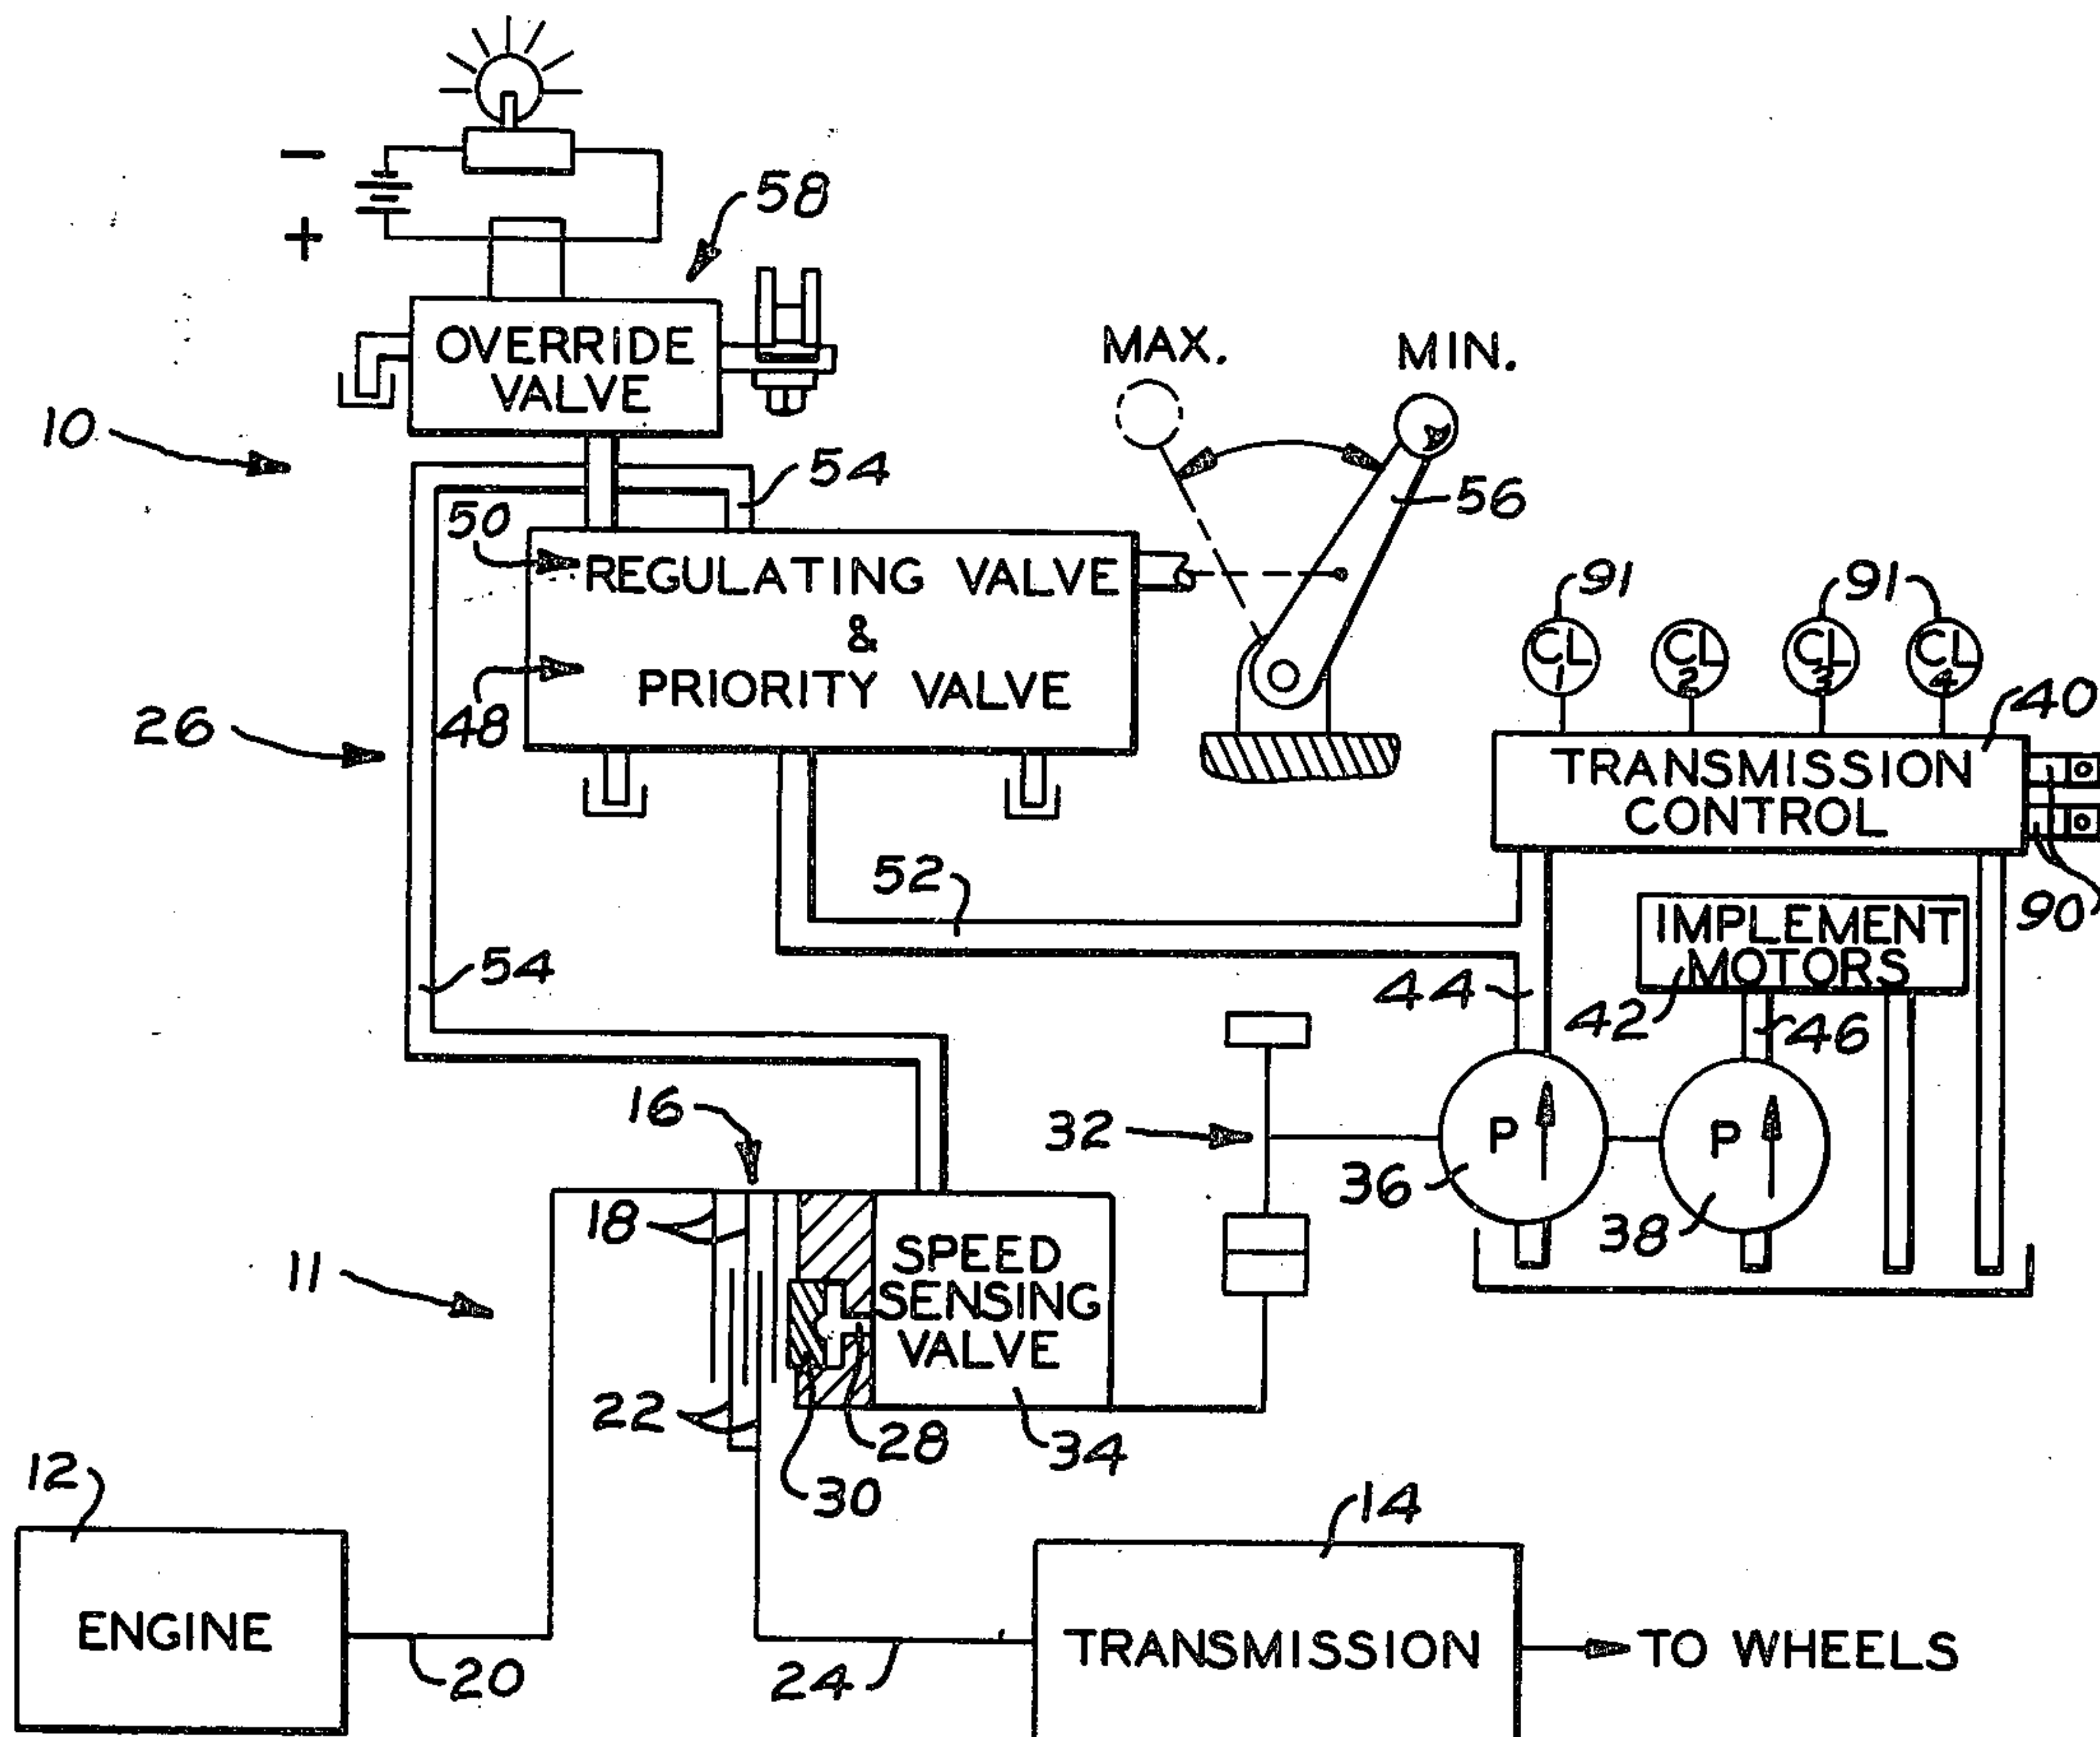 −
+
58
OVERRIDE
VALVE
MAX.
MIN.
10
54
56
50
REGULATING VALVE
&
PRIORITY VALVE
48
26
91
91
CL
1
CL
2
CL
3
CL
4
40
TRANSMISSION
CONTROL
90
52
IMPLEMENT
MOTORS
54
44
42
46
16
32
P
P
36
38
18
11
SPEED
SENSING
VALVE
22
28
34
30
12
14
ENGINE
20
24
TRANSMISSION
TO WHEELS